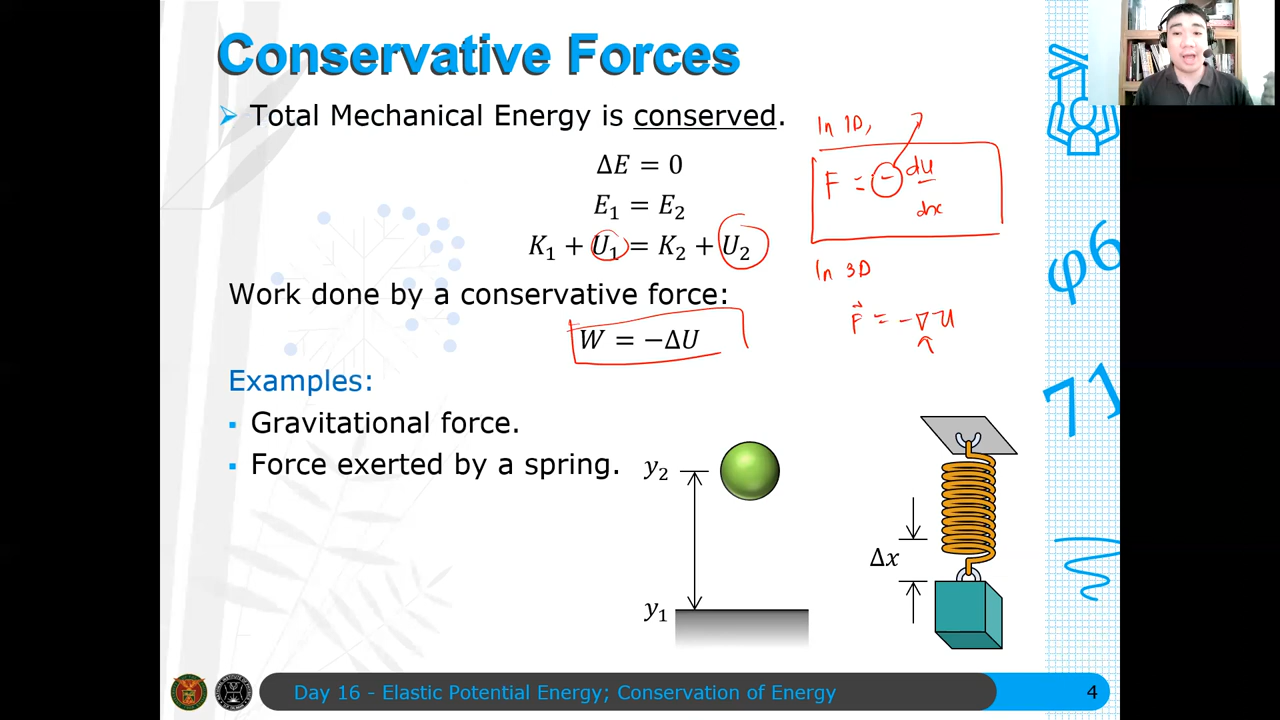 Conservative Forces
Total Mechanical Energy is conserved.
Δ𝐸 = 0
𝐸₁ = 𝐸₂
𝐾₁ + 𝑈₁ = 𝐾₂ + 𝑈₂
Work done by a conservative force:
𝑊 = −Δ𝑈
In 1D,
F = - dU/dx
In 3D
F⃗ = -∇U
Examples:
Gravitational force.
Force exerted by a spring.
𝑦₂
𝑦₁
Δ𝑥
φ6
71
Day 16 - Elastic Potential Energy; Conservation of Energy
4